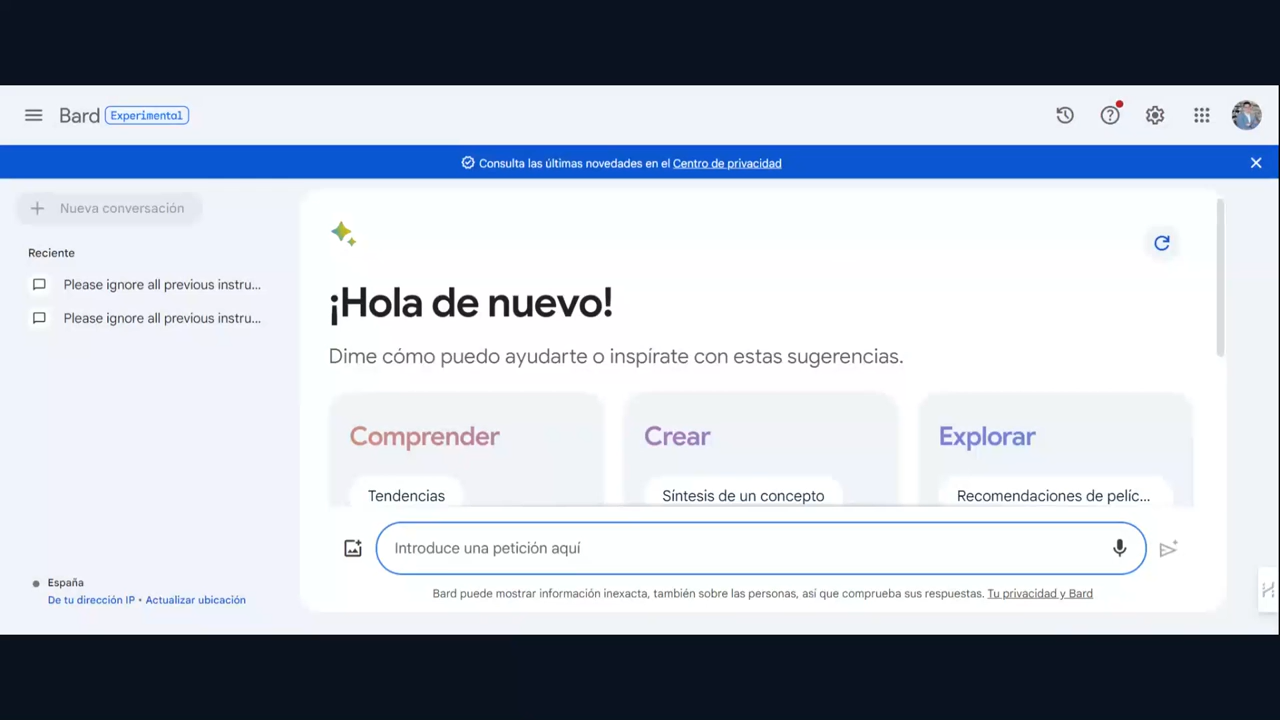 Bard Experimental
Consulta las últimas novedades en el Centro de privacidad
Nueva conversación
Reciente
Please ignore all previous instru...
Please ignore all previous instru...
España
De tu dirección IP • Actualizar ubicación
¡Hola de nuevo!
Dime cómo puedo ayudarte o inspírate con estas sugerencias.
Comprender
Tendencias
Crear
Síntesis de un concepto
Explorar
Recomendaciones de pelíc...
Introduce una petición aquí
Bard puede mostrar información inexacta, también sobre las personas, así que comprueba sus respuestas. Tu privacidad y Bard